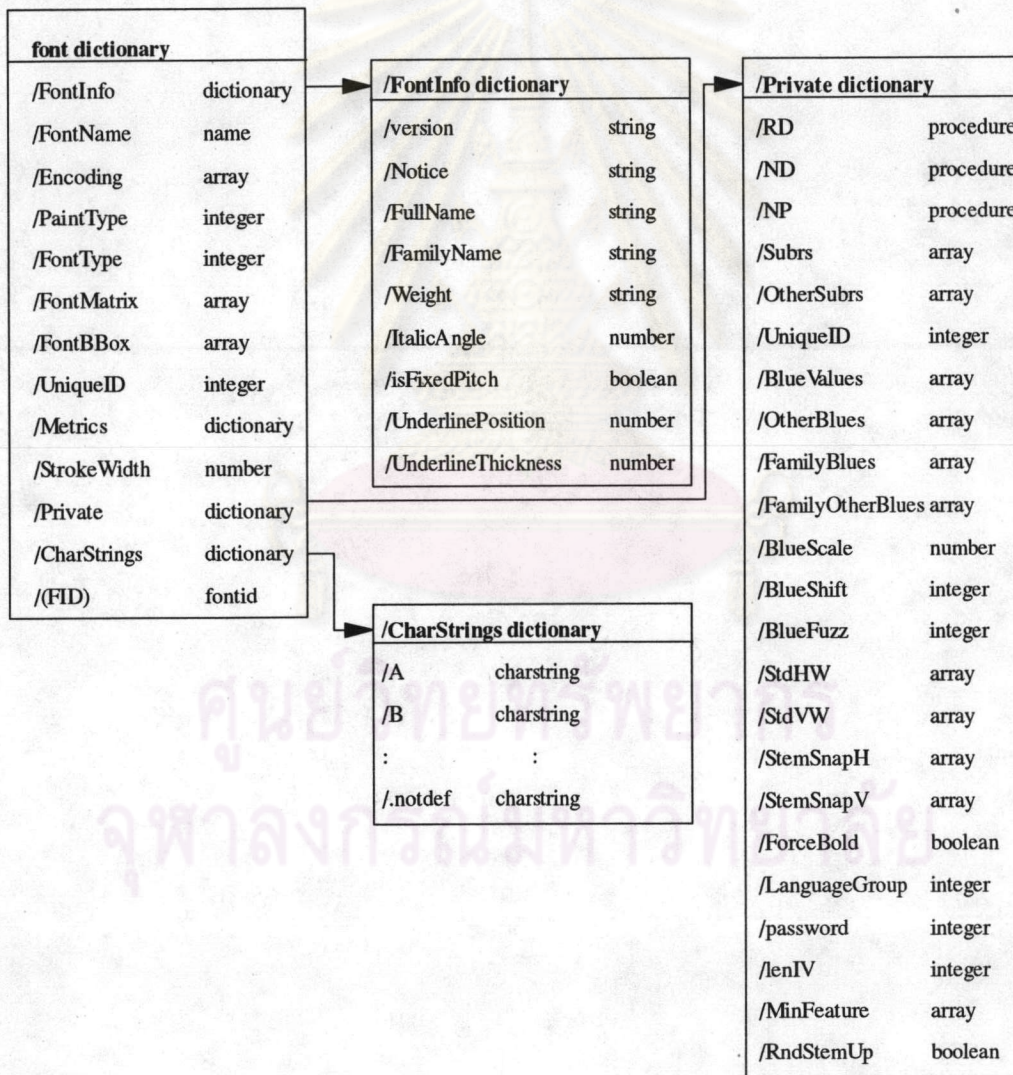 font dictionary
/FontInfo dictionary
/FontName name
/Encoding array
/PaintType integer
/FontType integer
/FontMatrix array
/FontBBox array
/UniqueID integer
/Metrics dictionary
/StrokeWidth number
/Private dictionary
/CharStrings dictionary
/(FID) fontid
/FontInfo dictionary
/version string
/Notice string
/FullName string
/FamilyName string
/Weight string
/ItalicAngle number
/isFixedPitch boolean
/UnderlinePosition number
/UnderlineThickness number
/CharStrings dictionary
/A charstring
/B charstring
: :
/.notdef charstring
/Private dictionary
/RD procedure
/ND procedure
/NP procedure
/Subrs array
/OtherSubrs array
/UniqueID integer
/BlueValues array
/OtherBlues array
/FamilyBlues array
/FamilyOtherBlues array
/BlueScale number
/BlueShift integer
/BlueFuzz integer
/StdHW array
/StdVW array
/StemSnapH array
/StemSnapV array
/ForceBold boolean
/LanguageGroup integer
/password integer
/lenIV integer
/MinFeature array
/RndStemUp boolean
ศูนย์วิทยทรัพยากร
จุฬาลงกรณ์มหาวิทยาลัย